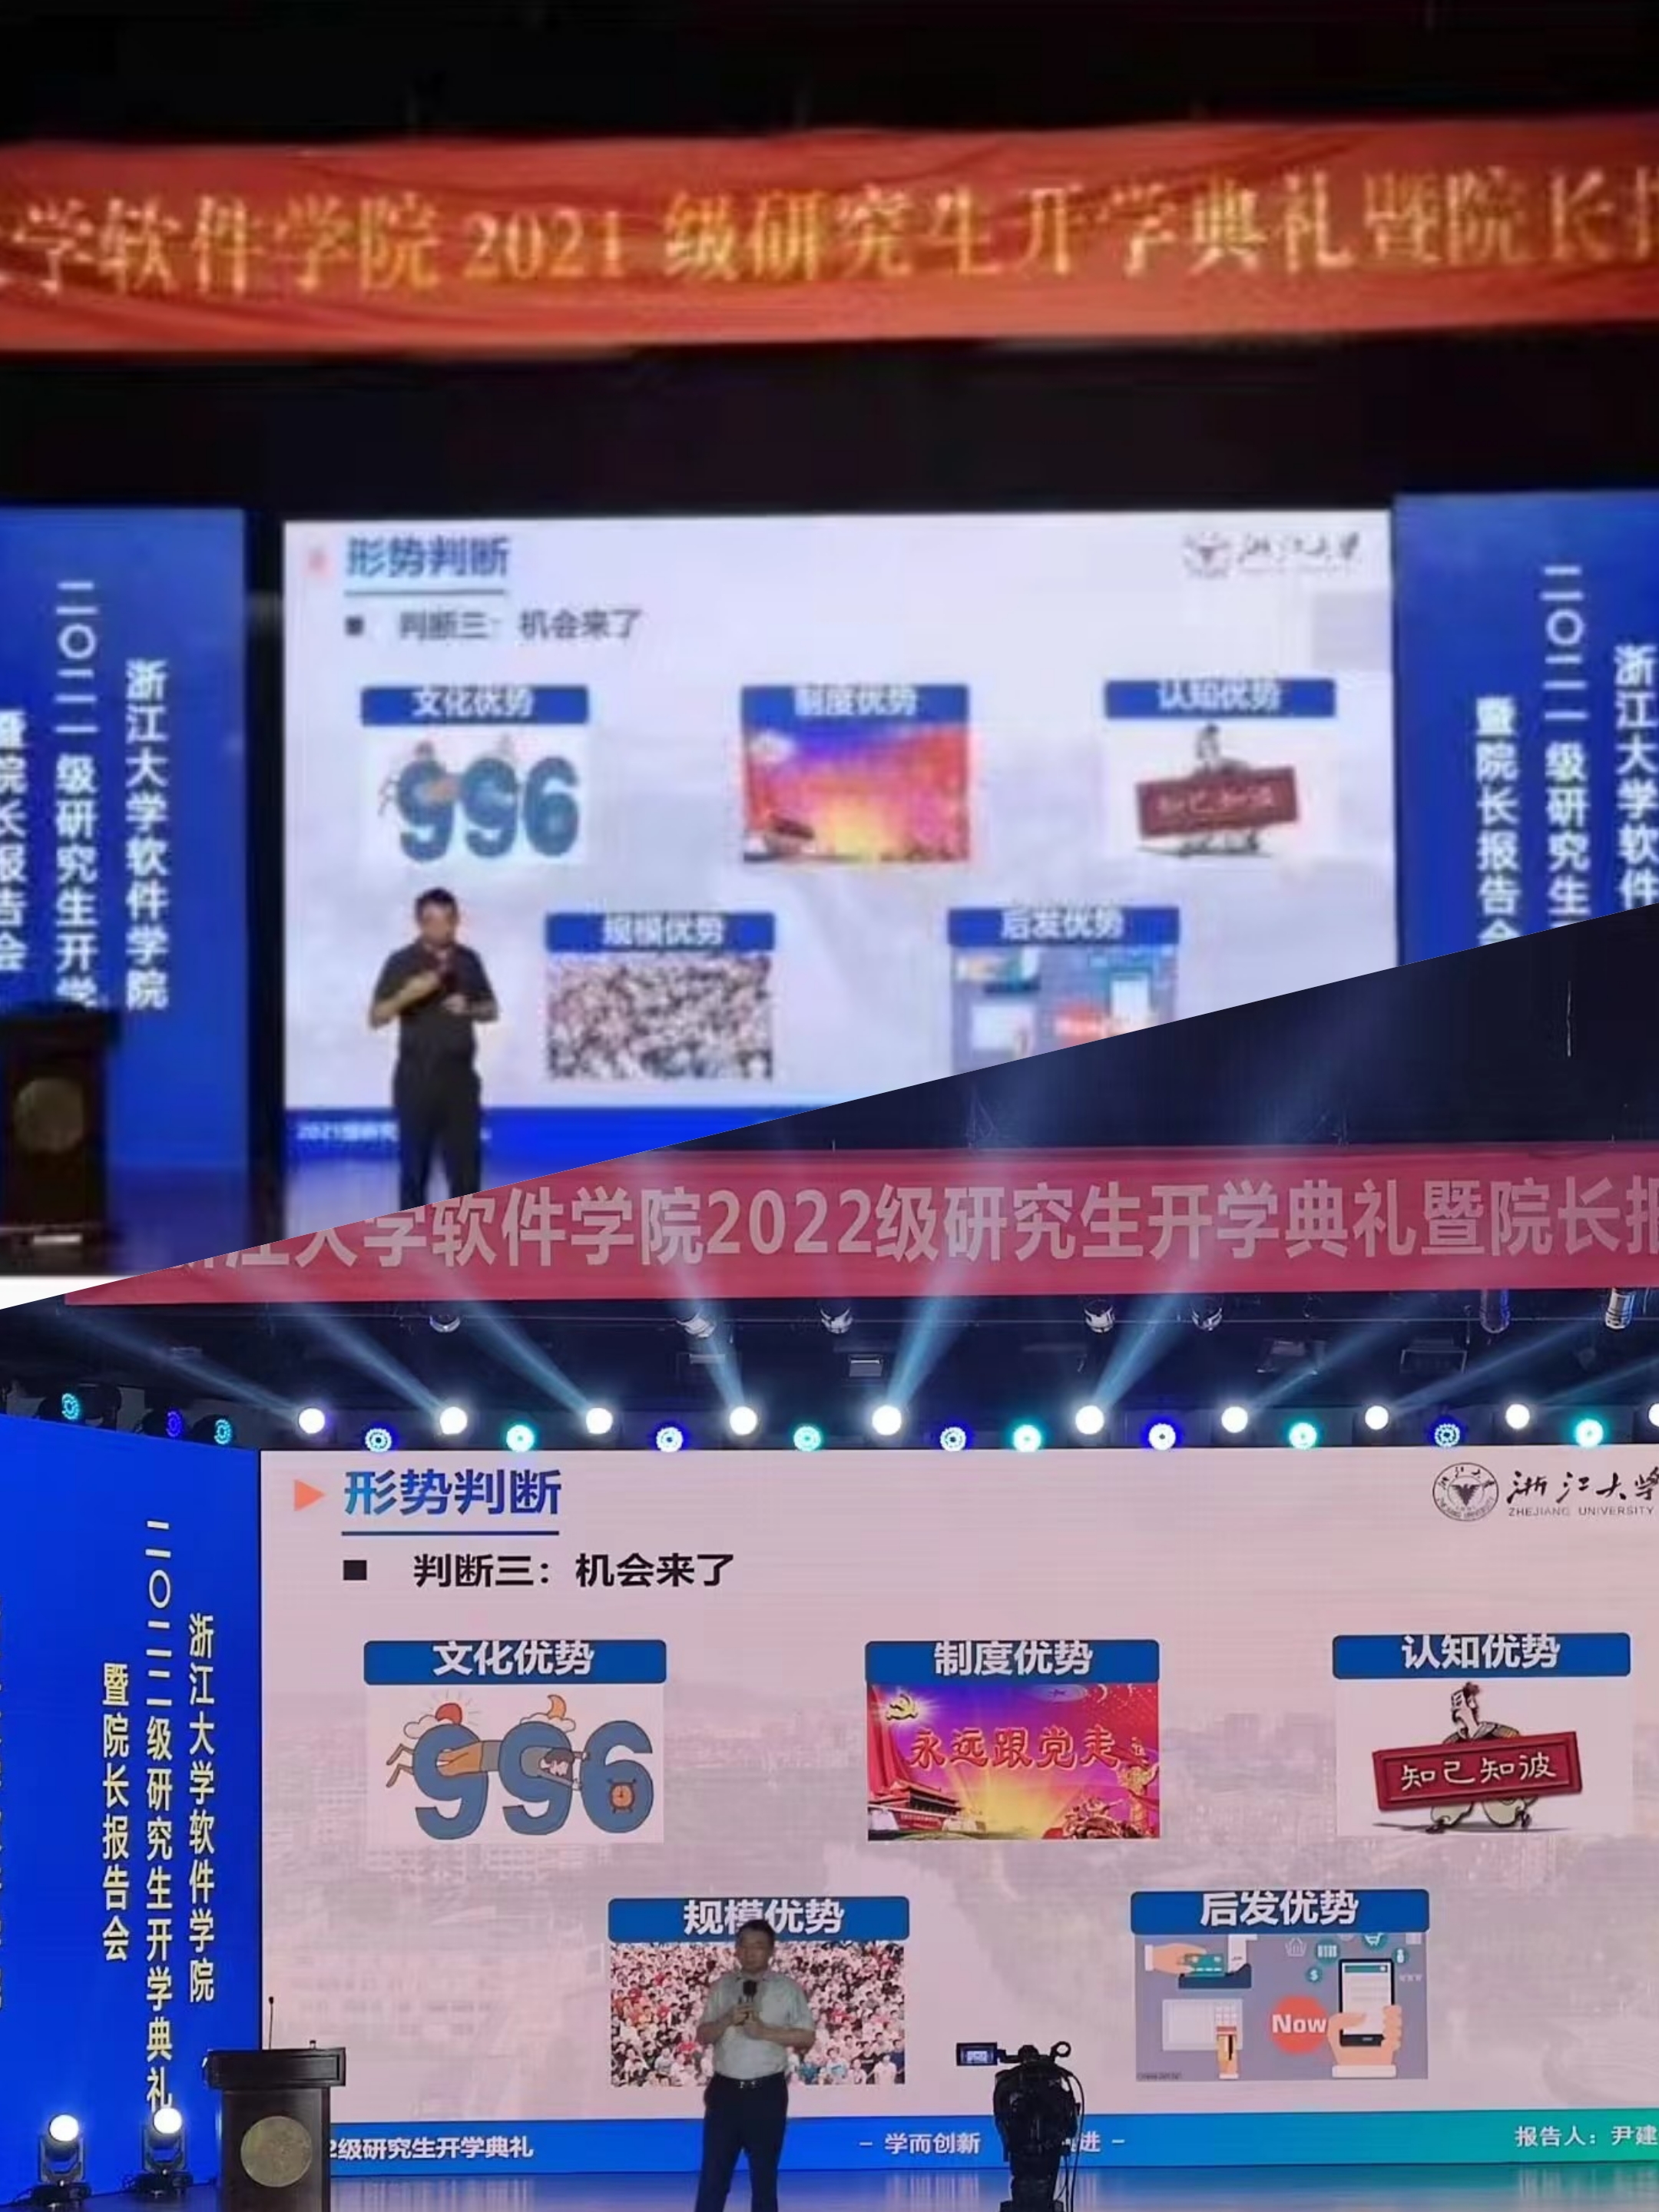 学软件学院 2021 级研究生开学典礼暨院长
形势判断
浙江大学
■ 判断三：机会来了
文化优势
制度优势
认知优势
996
知己知彼
规模优势
后发优势
浙江大学软件学院
二〇二一级研究生开学
暨院长报告会
浙江大学软件
二〇二一级研究生
暨院长报告会
2021级研究
浙江大学软件学院2022级研究生开学典礼暨院长报
形势判断
浙江大学
ZHEJIANG UNIVERSITY
■ 判断三：机会来了
文化优势
制度优势
认知优势
996
永远跟党走
知己知彼
规模优势
后发优势
Now
浙江大学软件学院
二〇二二级研究生开学典礼
暨院长报告会
2级研究生开学典礼
- 学而创新
进 -
报告人：尹建